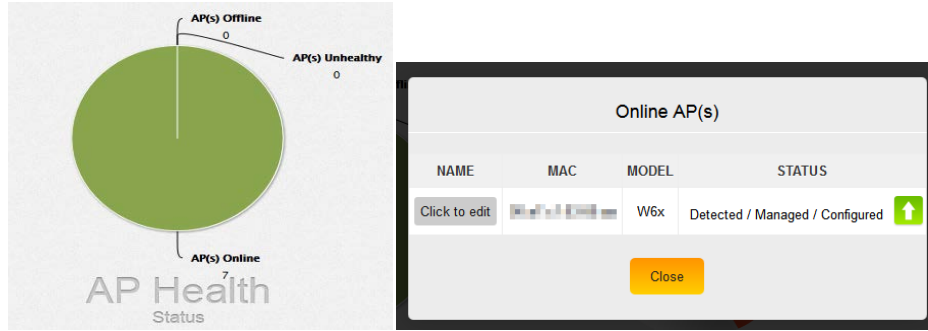 AP(s) Offline
0
AP(s) Unhealthy
0
AP(s) Online
7
AP Health
Status
Online AP(s)
NAME MAC MODEL STATUS
Click to edit W6x Detected / Managed / Configured
Close